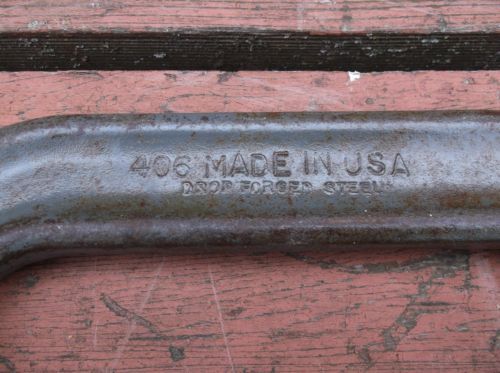 406 MADE IN USA
DROP FORGED STEEL